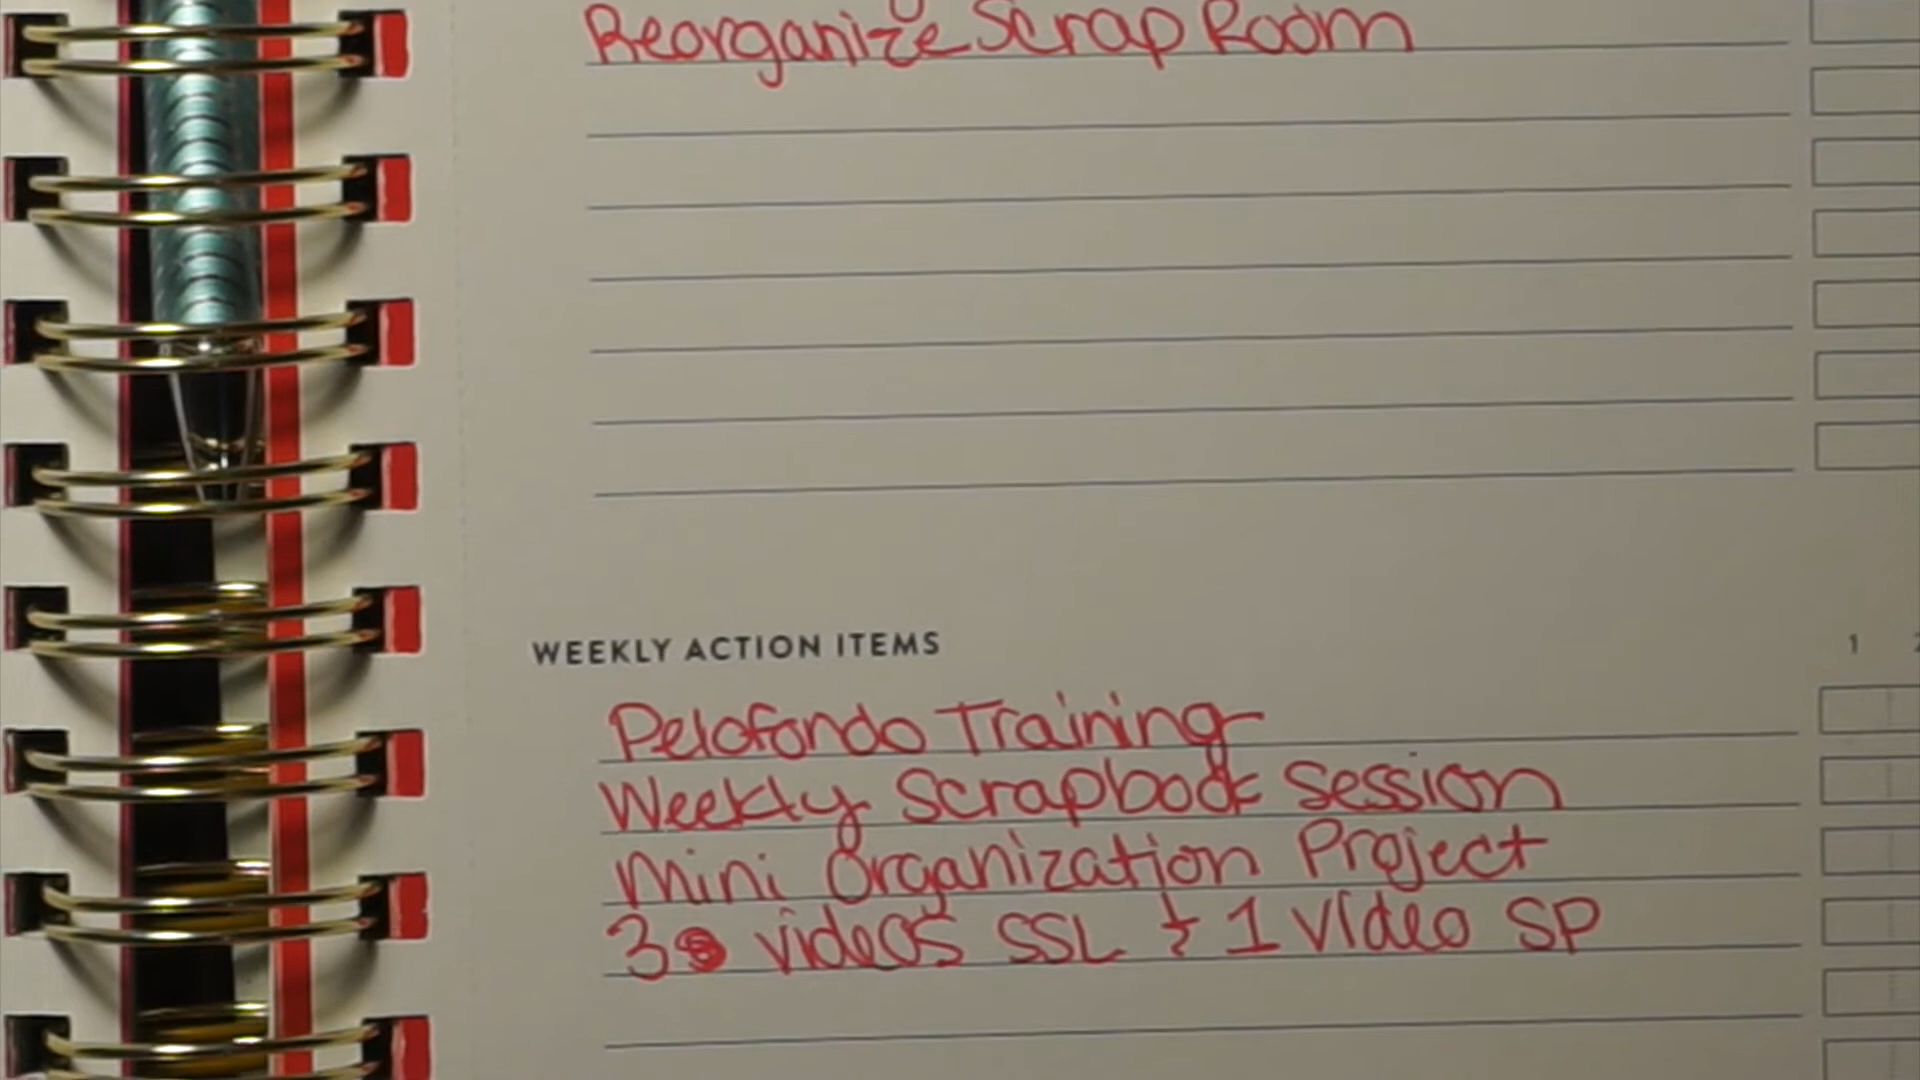 Reorganize Scrap Room
WEEKLY ACTION ITEMS
1
Pelofondo Training
Weekly Scrapbook Session
Mini Organization Project
3 videos SSL + 1 video SP